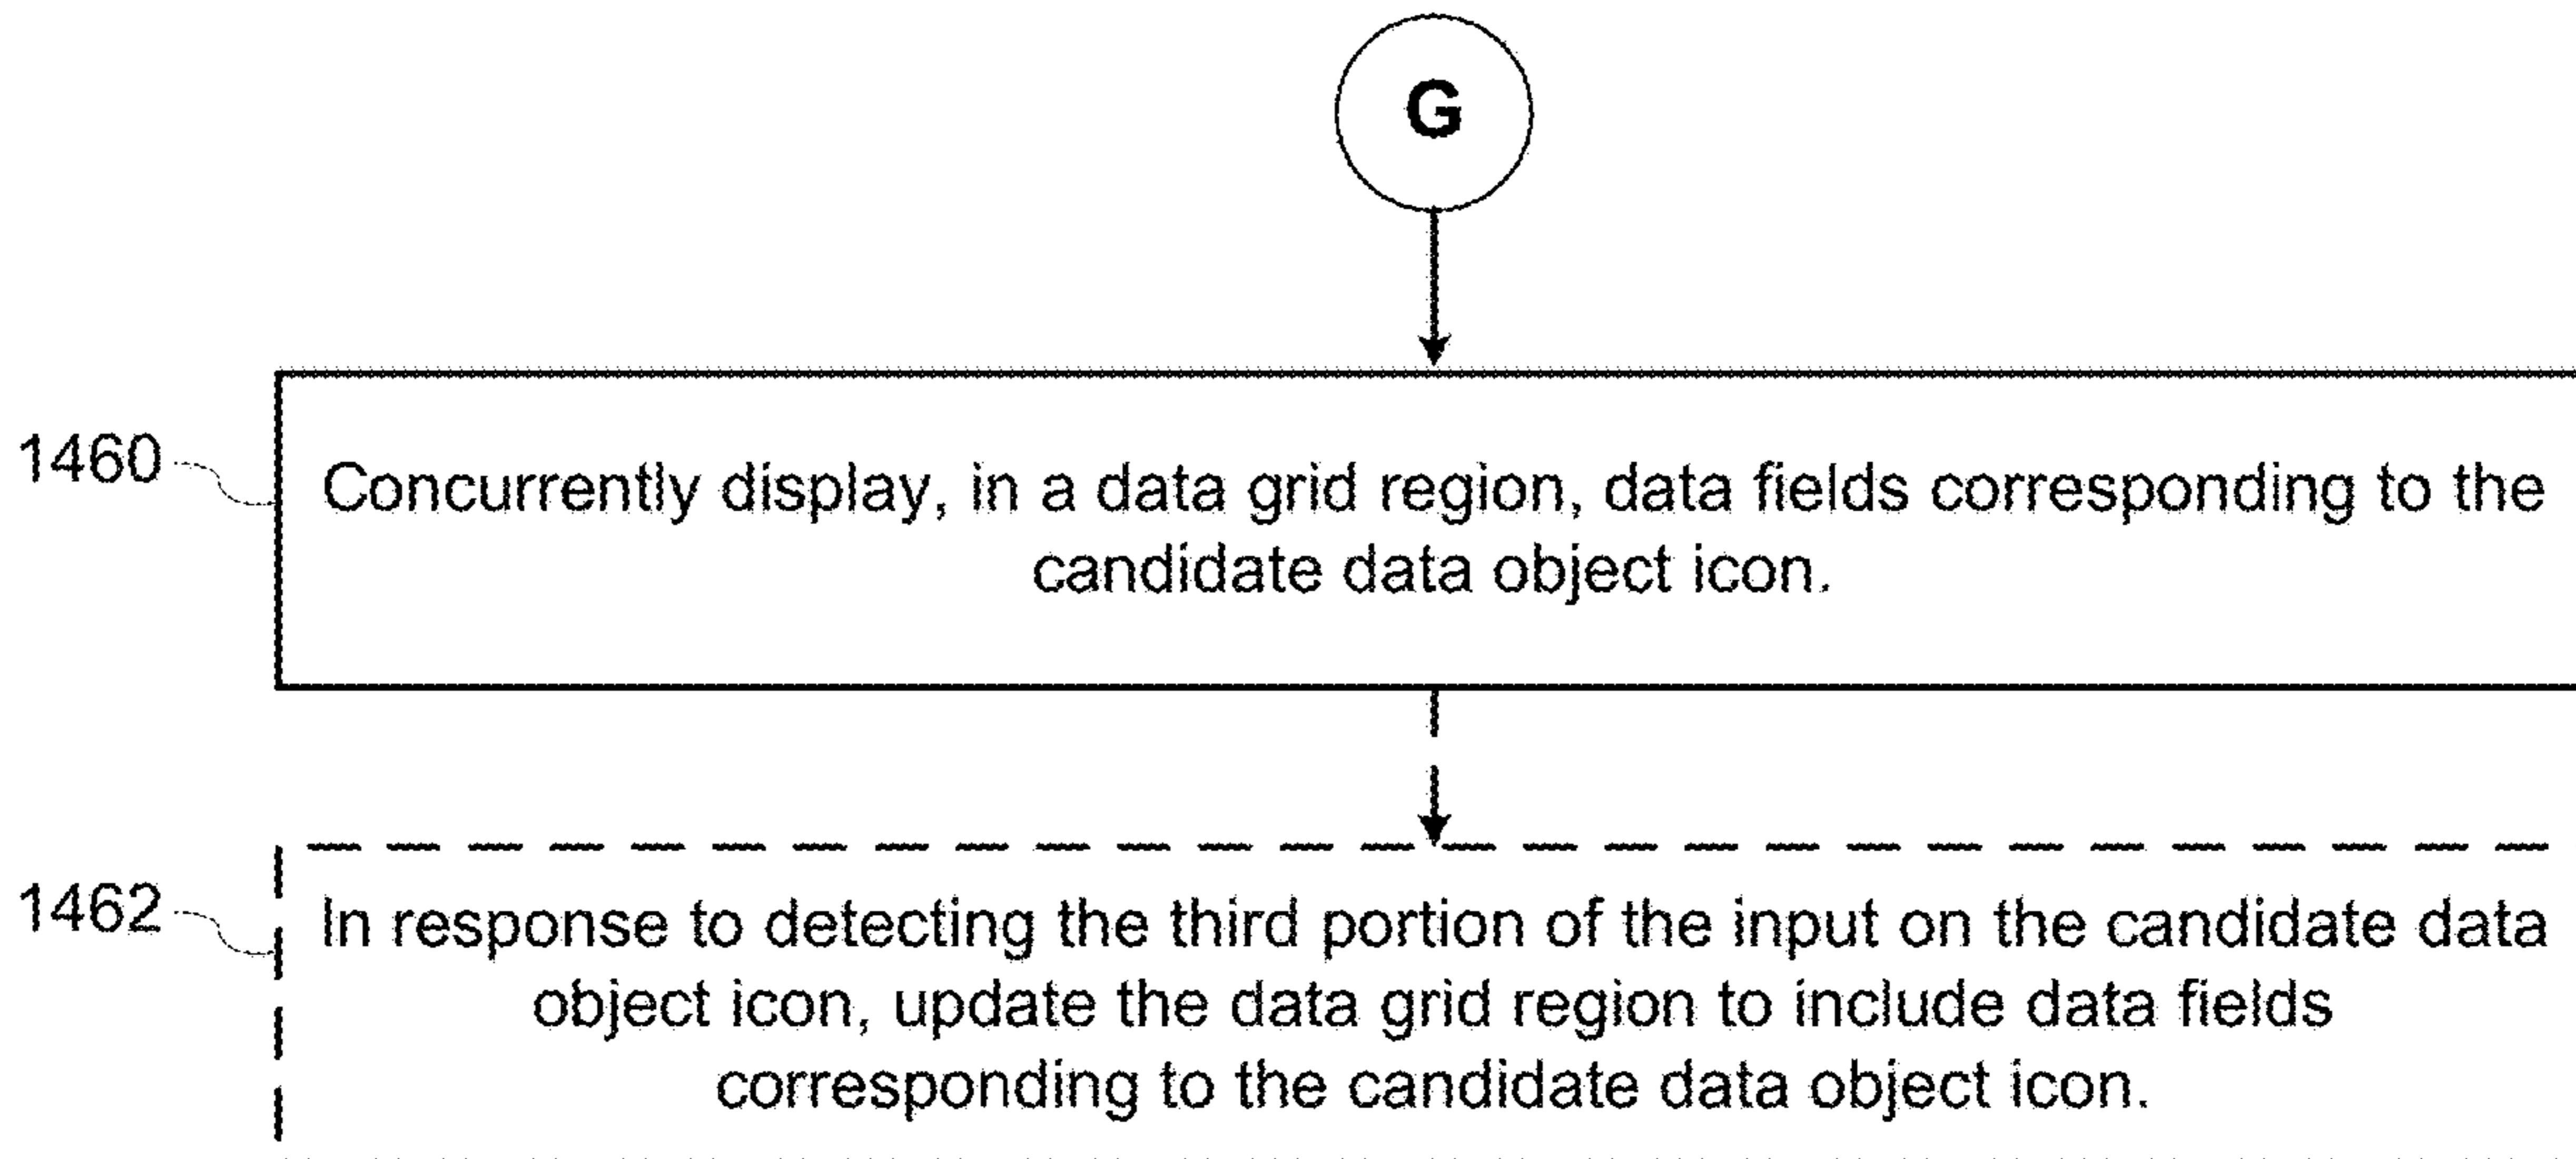 G
1460
Concurrently display, in a data grid region, data fields corresponding to the
candidate data object icon.
1462
In response to detecting the third portion of the input on the candidate data
object icon, update the data grid region to include data fields
corresponding to the candidate data object icon.